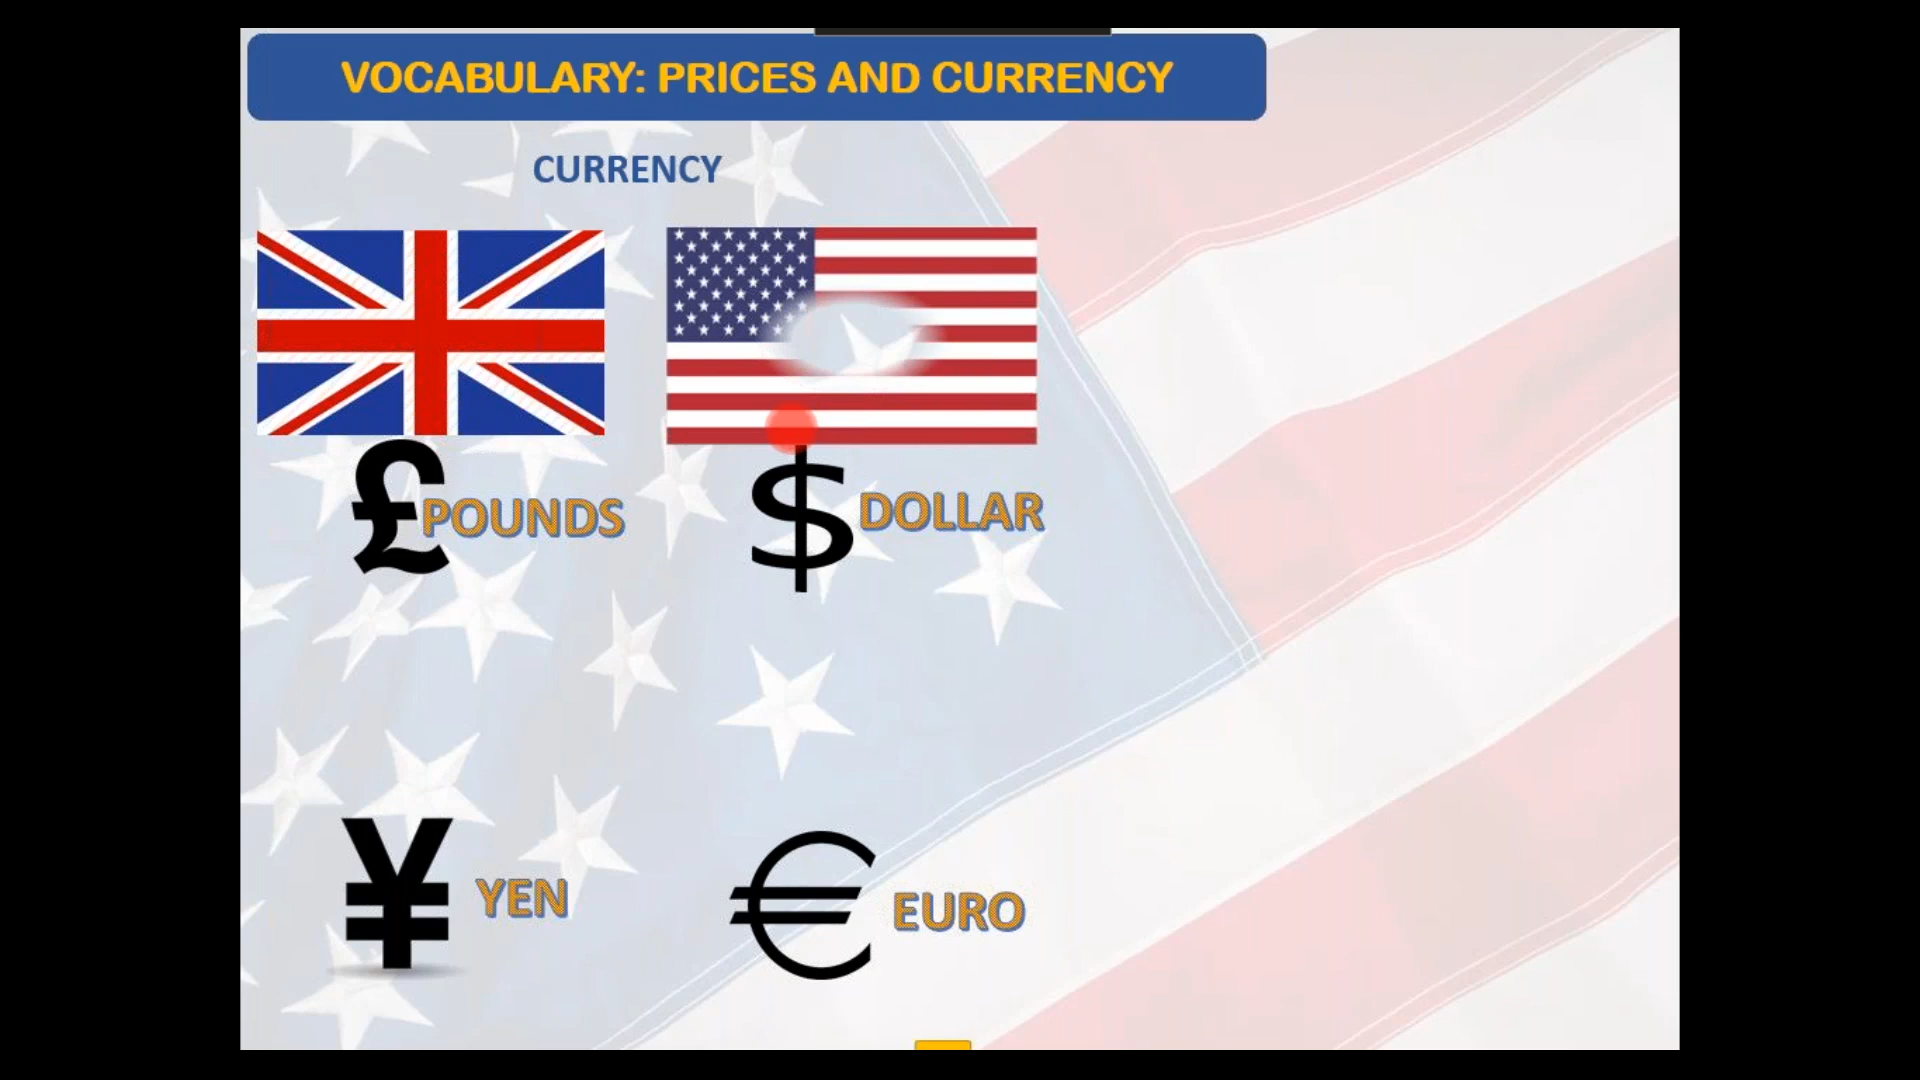 VOCABULARY: PRICES AND CURRENCY
CURRENCY
£ POUNDS
$ DOLLAR
¥ YEN
€ EURO